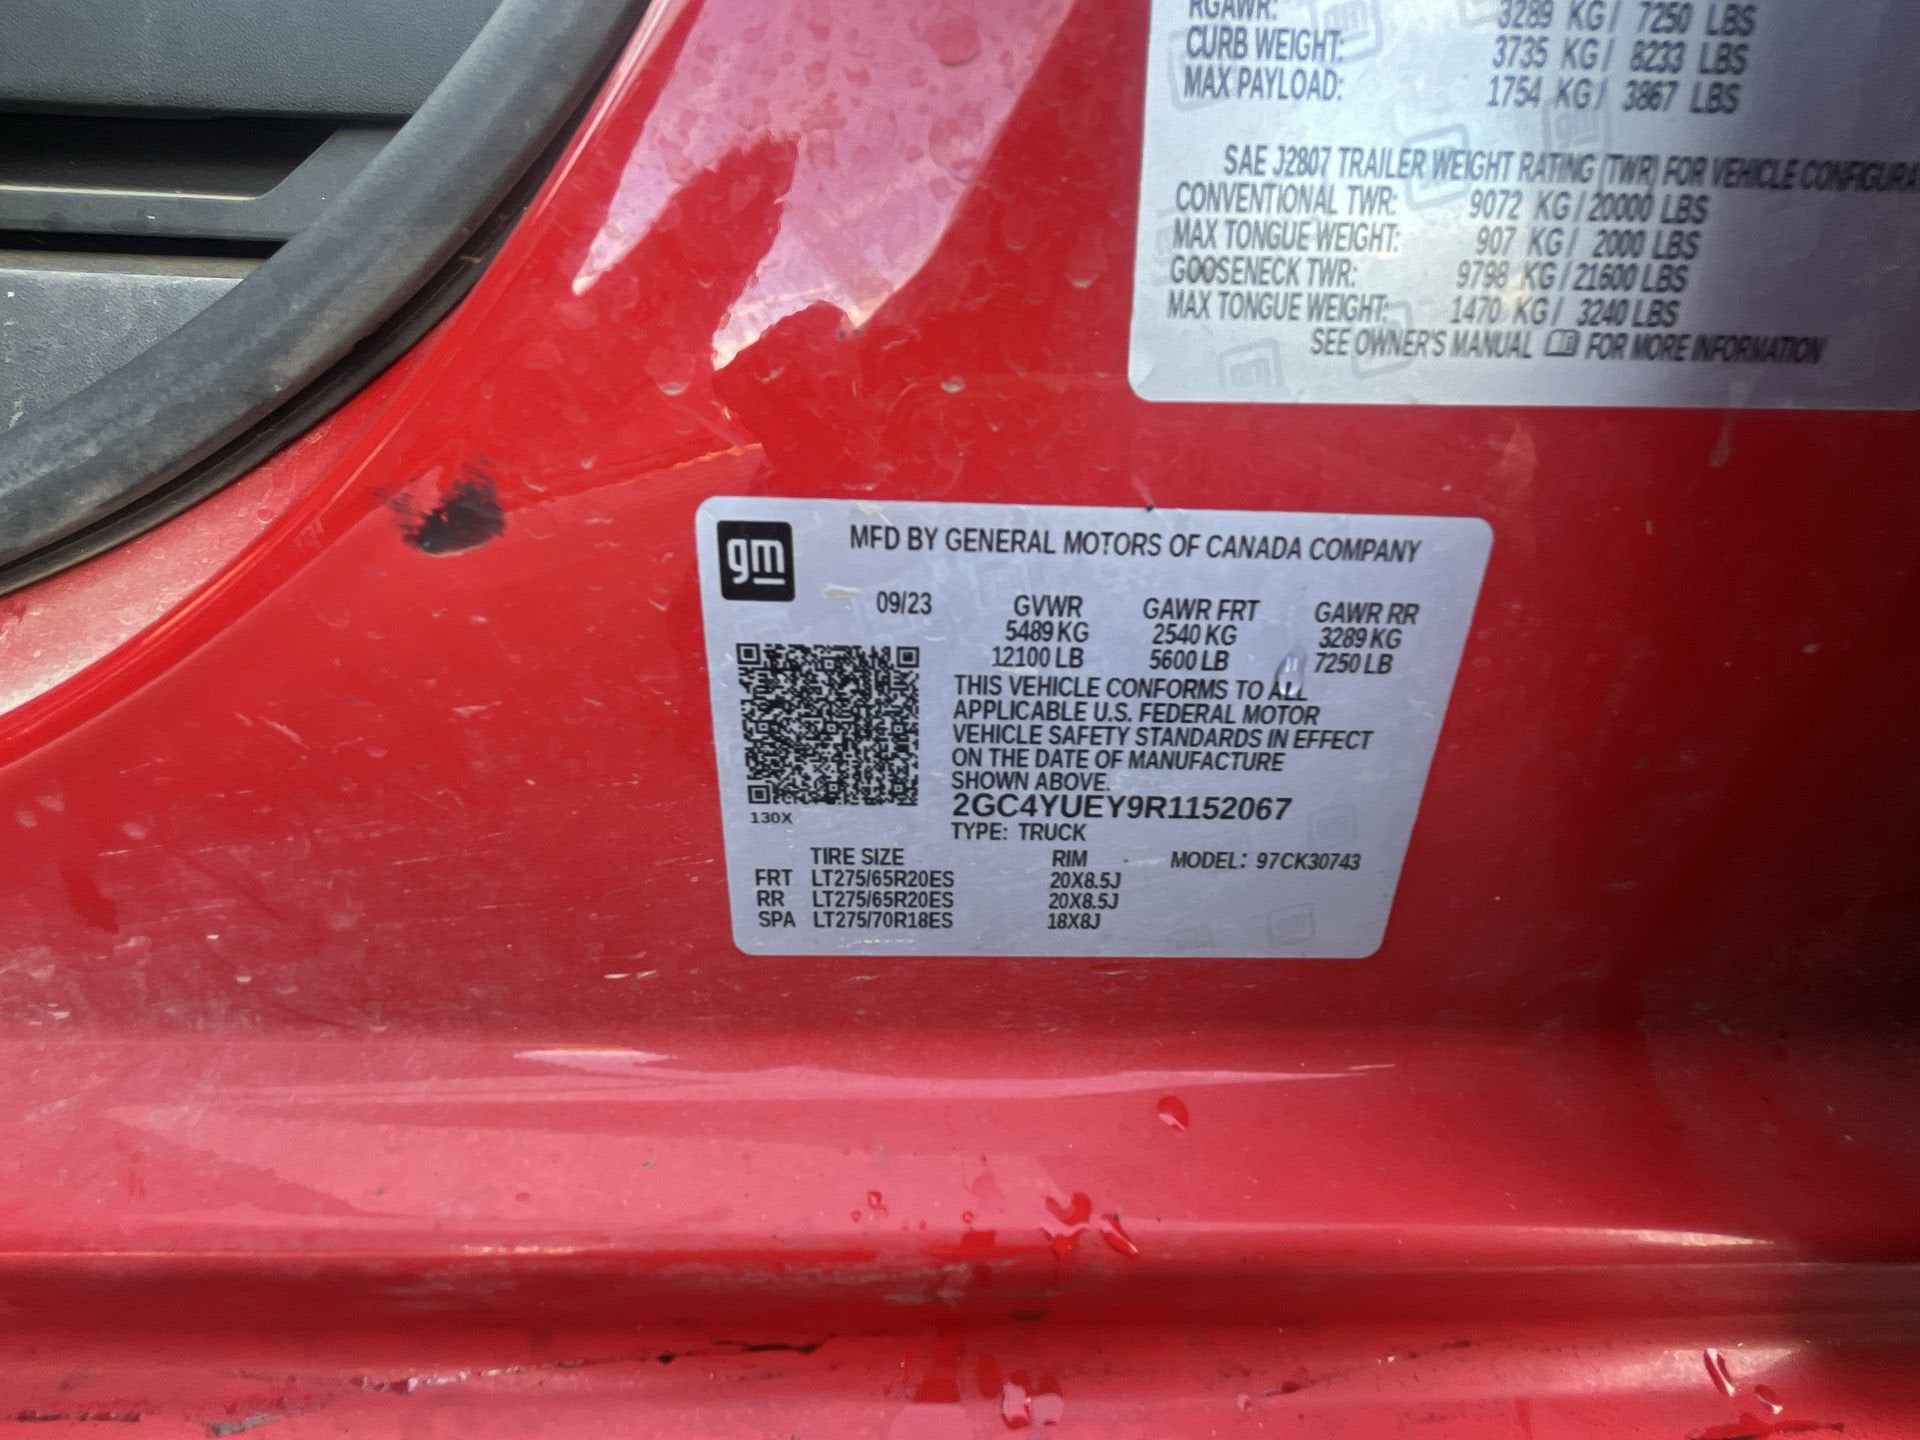 RGAWR: 3289 KG/ 7250 LBS
CURB WEIGHT: 3735 KG/ 8233 LBS
MAX PAYLOAD: 1754 KG/ 3867 LBS
SAE J2807 TRAILER WEIGHT RATING (TWR) FOR VEHICLE CONFIGURAT
CONVENTIONAL TWR: 9072 KG/20000 LBS
MAX TONGUE WEIGHT: 907 KG/ 2000 LBS
GOOSENECK TWR: 9798 KG/21600 LBS
MAX TONGUE WEIGHT: 1470 KG/ 3240 LBS
SEE OWNER'S MANUAL FOR MORE INFORMATION
gm
MFD BY GENERAL MOTORS OF CANADA COMPANY
09/23 GVWR GAWR FRT GAWR RR
5489 KG 2540 KG 3289 KG
12100 LB 5600 LB 7250 LB
THIS VEHICLE CONFORMS TO ALL
APPLICABLE U.S. FEDERAL MOTOR
VEHICLE SAFETY STANDARDS IN EFFECT
ON THE DATE OF MANUFACTURE
SHOWN ABOVE.
2GC4YUEY9R1152067
130X
TYPE: TRUCK
TIRE SIZE RIM MODEL: 97CK30743
FRT LT275/65R20ES 20X8.5J
RR LT275/65R20ES 20X8.5J
SPA LT275/70R18ES 18X8J